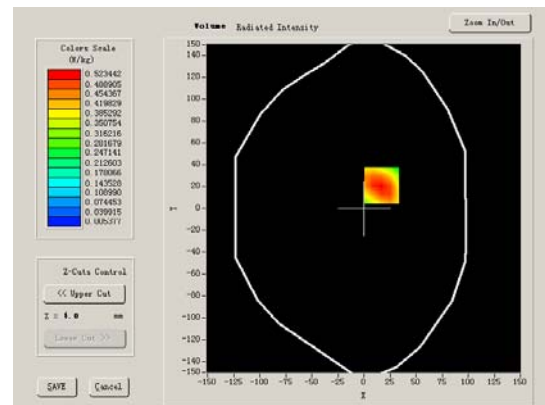 Volume Radiated Intensity
Zoom In/Out
Colors Scale
(W/kg)
0.523442
0.488905
0.454367
0.419829
0.385292
0.350754
0.316216
0.281679
0.247141
0.212603
0.178066
0.143528
0.108990
0.074453
0.039915
0.005377
Z-Cuts Control
<< Upper Cut
Z = 4.0 mm
Lower Cut >>
SAVE
Cancel
150
140
120
100
80
60
40
20
0
-20
-40
-60
-80
-100
-120
-140
-150
Y
-150 -125 -100 -75 -50 -25 0 25 50 75 100 125 150
X